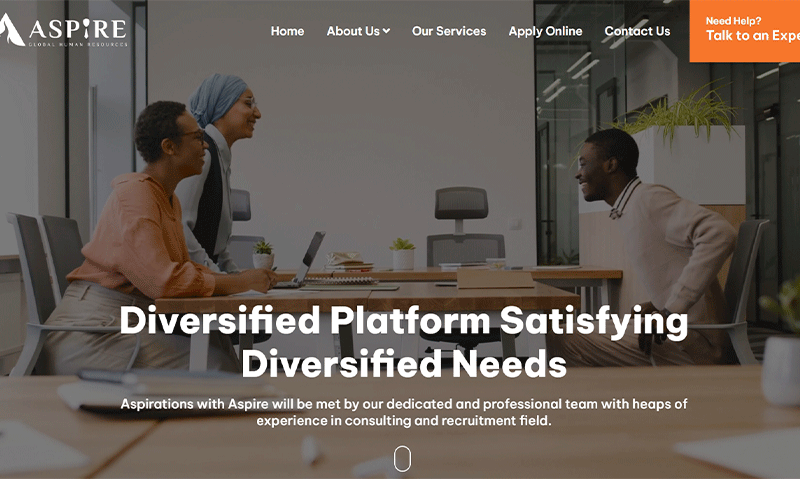 ASPIRE
GLOBAL HUMAN RESOURCES
Home
About Us
Our Services
Apply Online
Contact Us
Need Help?
Talk to an Expe
Diversified Platform Satisfying
Diversified Needs
Aspirations with Aspire will be met by our dedicated and professional team with heaps of
experience in consulting and recruitment field.